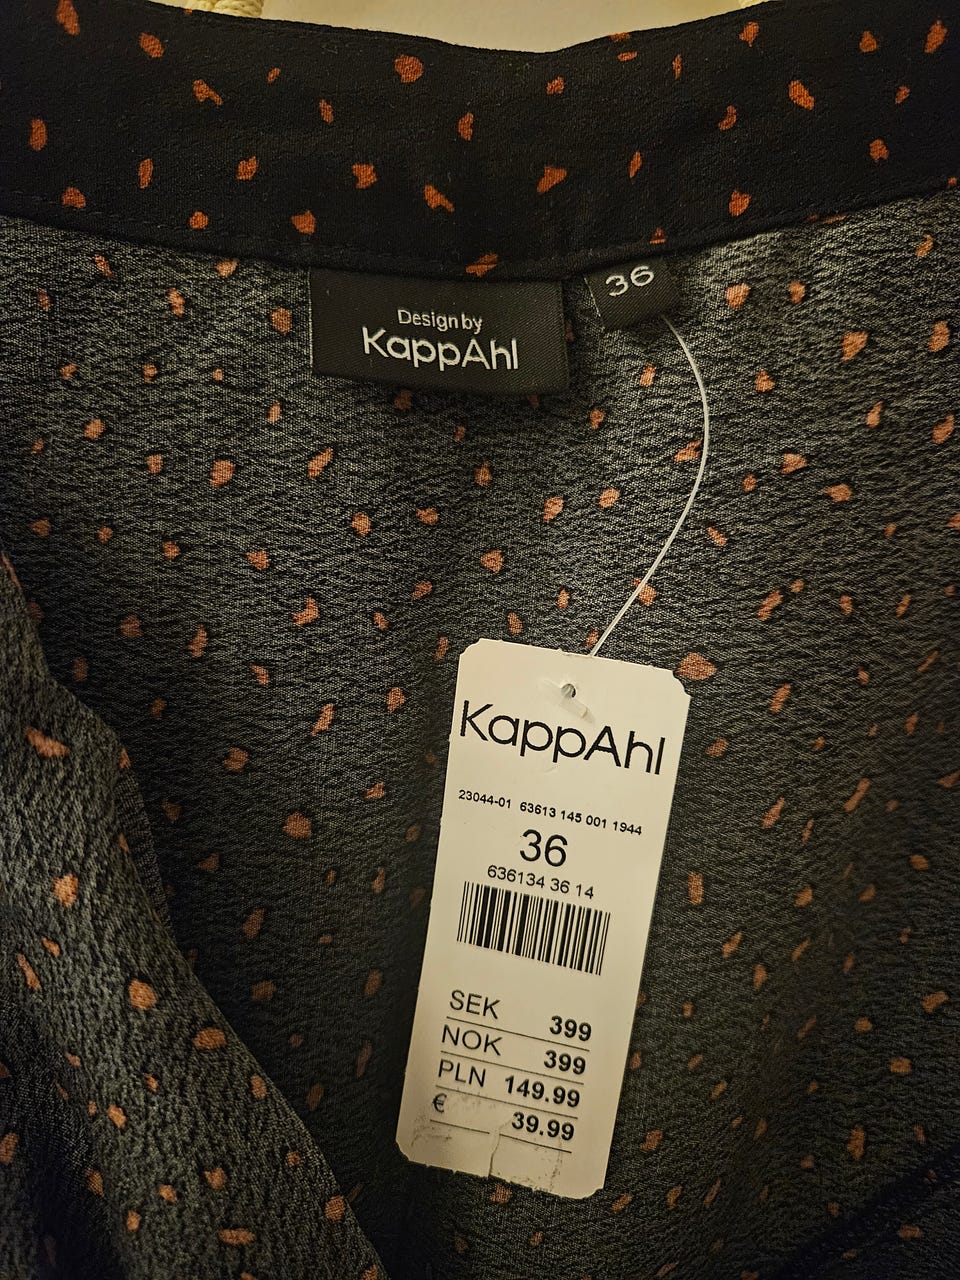 Design by
KappAhl
36
KappAhl
23044-01 63613 145 001 1944
36
636134 36 14
SEK 399
NOK 399
PLN 149.99
€ 39.99